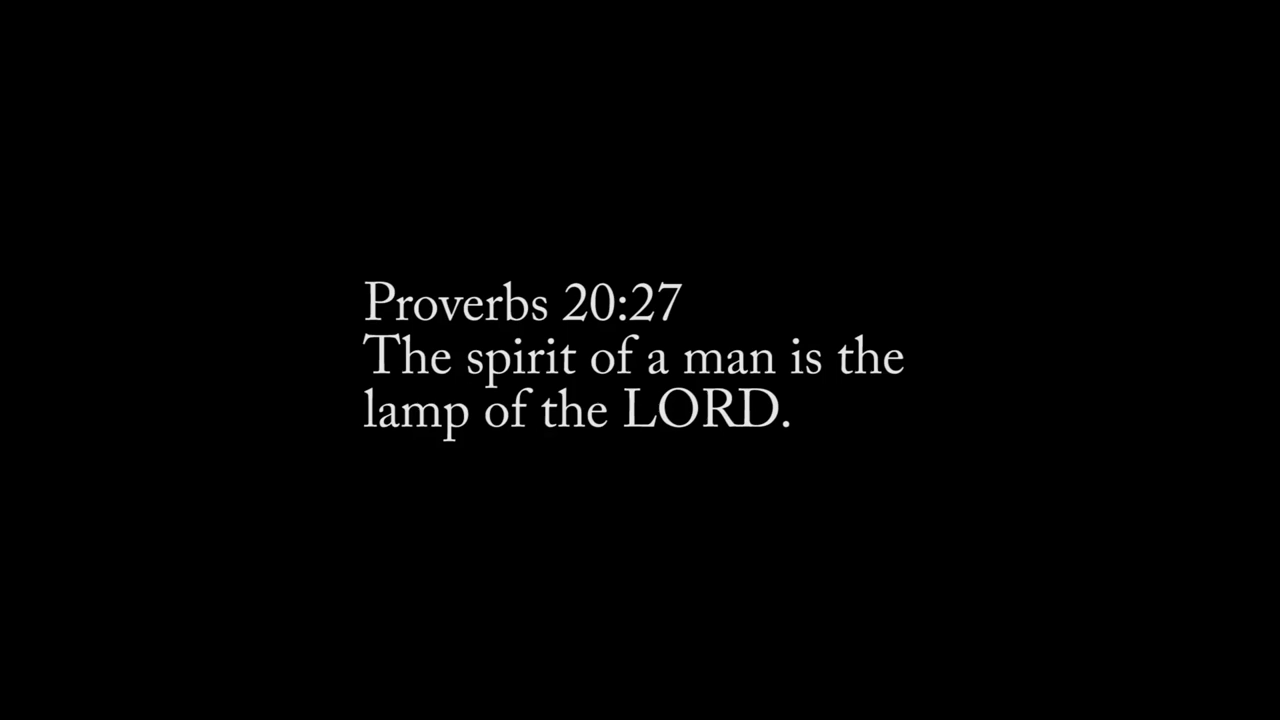 Proverbs 20:27
The spirit of a man is the
lamp of the LORD.